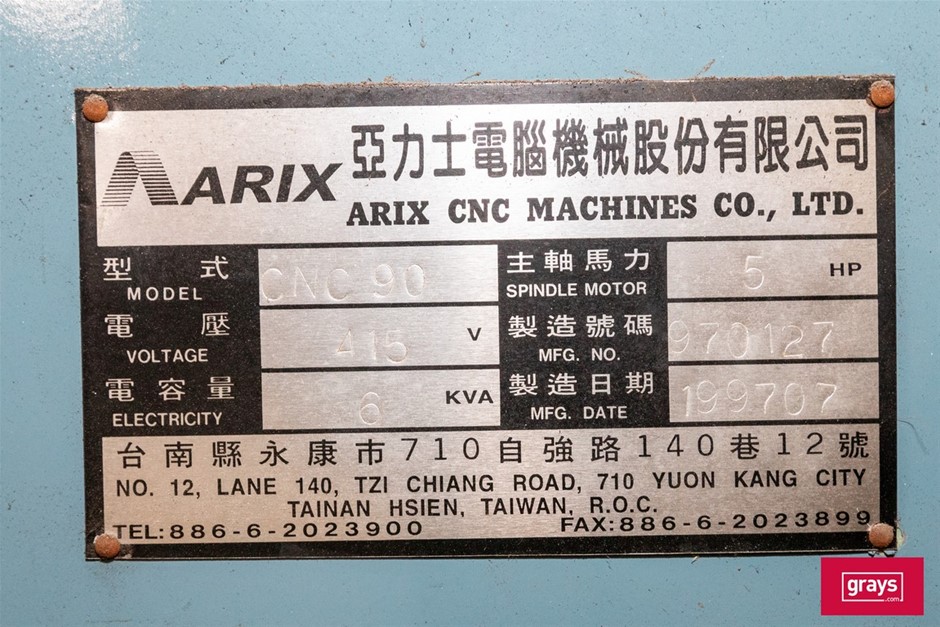 ARIX 亞力士電腦機械股份有限公司
ARIX CNC MACHINES CO., LTD.
型式 CNC 90 主軸馬力 5 HP
MODEL SPINDLE MOTOR
電壓 415 V 製造號碼 970127
VOLTAGE MFG. NO.
電容量 6 KVA 製造日期 199707
ELECTRICITY MFG. DATE
台南縣永康市710自強路140巷12號
NO. 12, LANE 140, TZI CHIANG ROAD, 710 YUON KANG CITY
TAINAN HSIEN, TAIWAN, R.O.C.
TEL:886-6-2023900 FAX:886-6-2023899
grays
.com